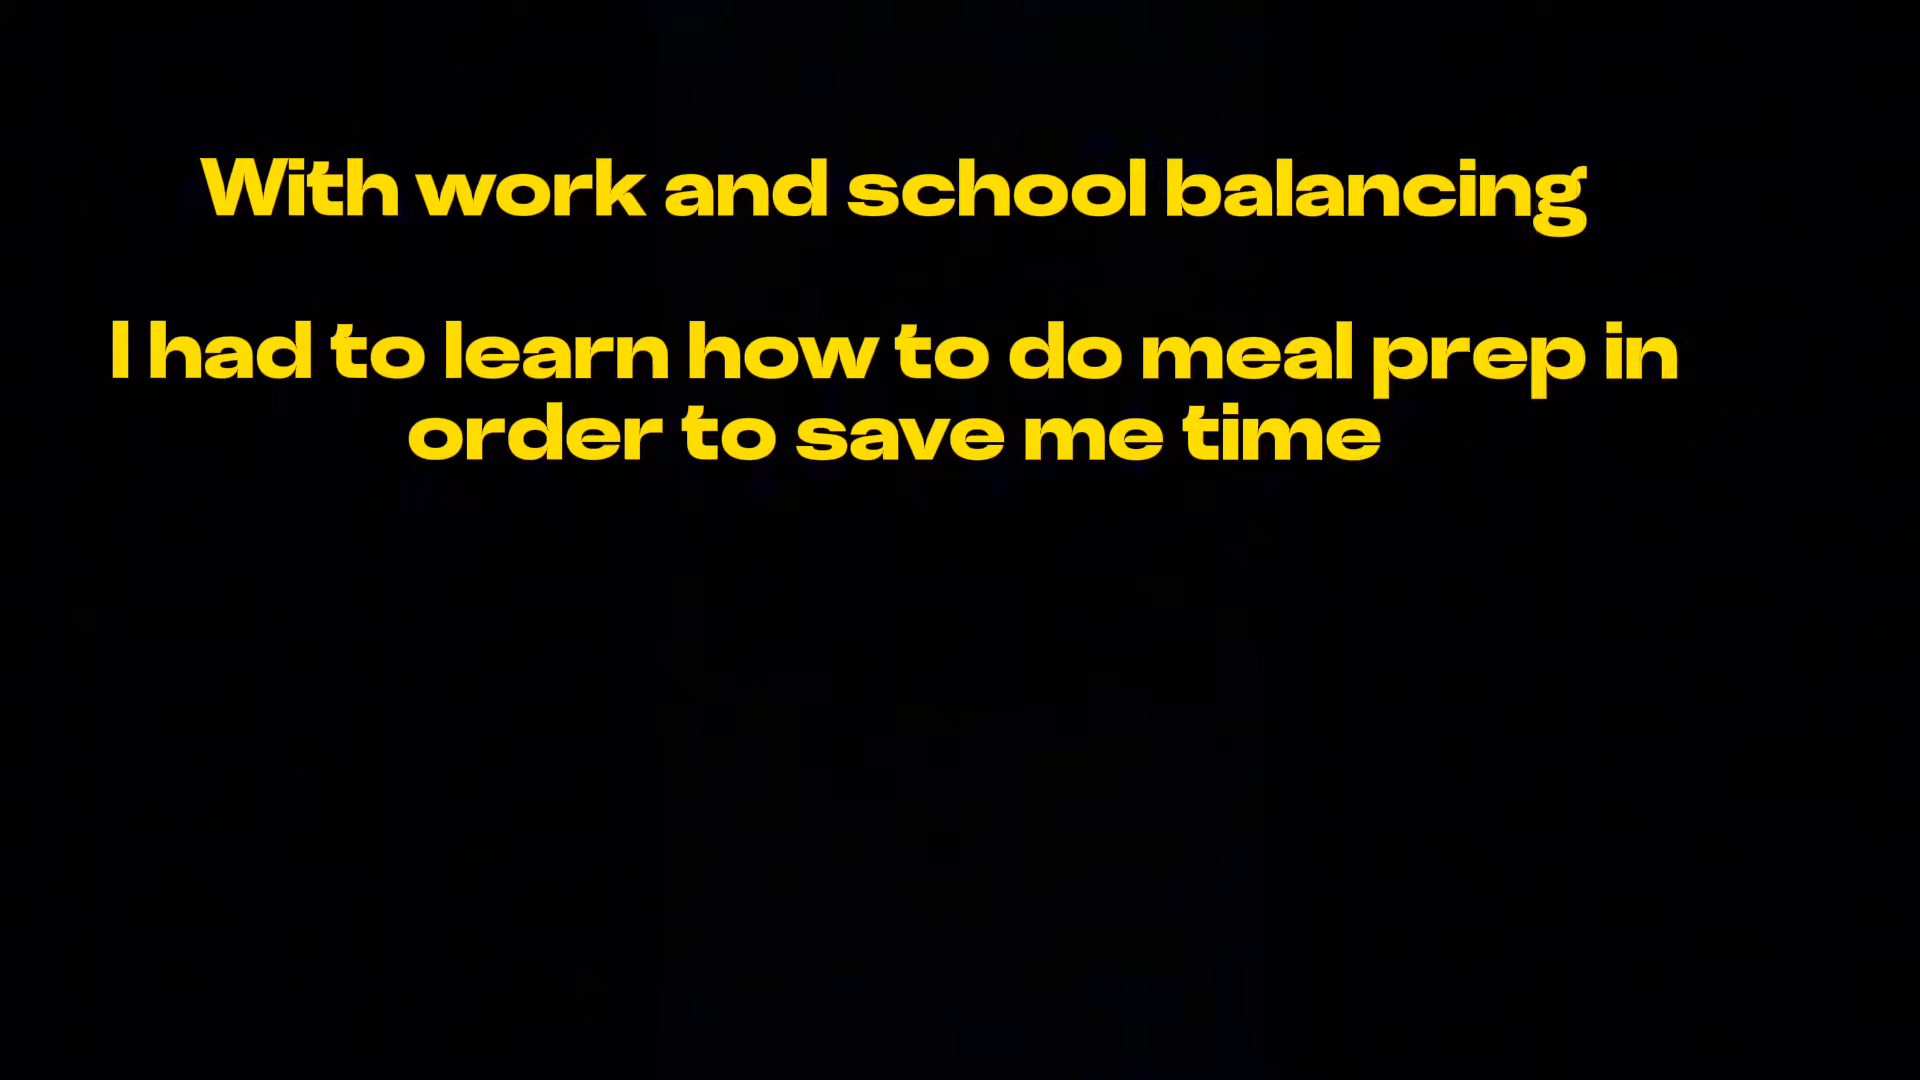 With work and school balancing
I had to learn how to do meal prep in
order to save me time